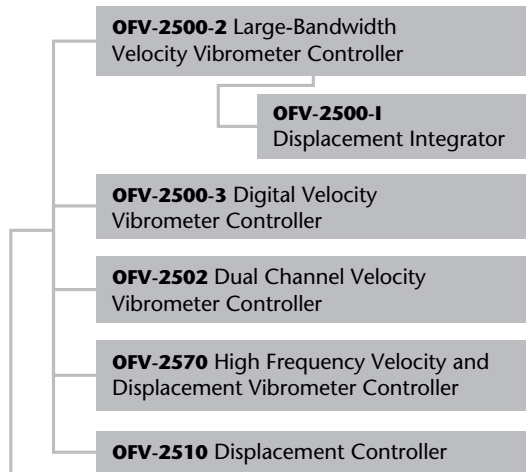 OFV-2500-2 Large-Bandwidth
Velocity Vibrometer Controller
OFV-2500-I
Displacement Integrator
OFV-2500-3 Digital Velocity
Vibrometer Controller
OFV-2502 Dual Channel Velocity
Vibrometer Controller
OFV-2570 High Frequency Velocity and
Displacement Vibrometer Controller
OFV-2510 Displacement Controller